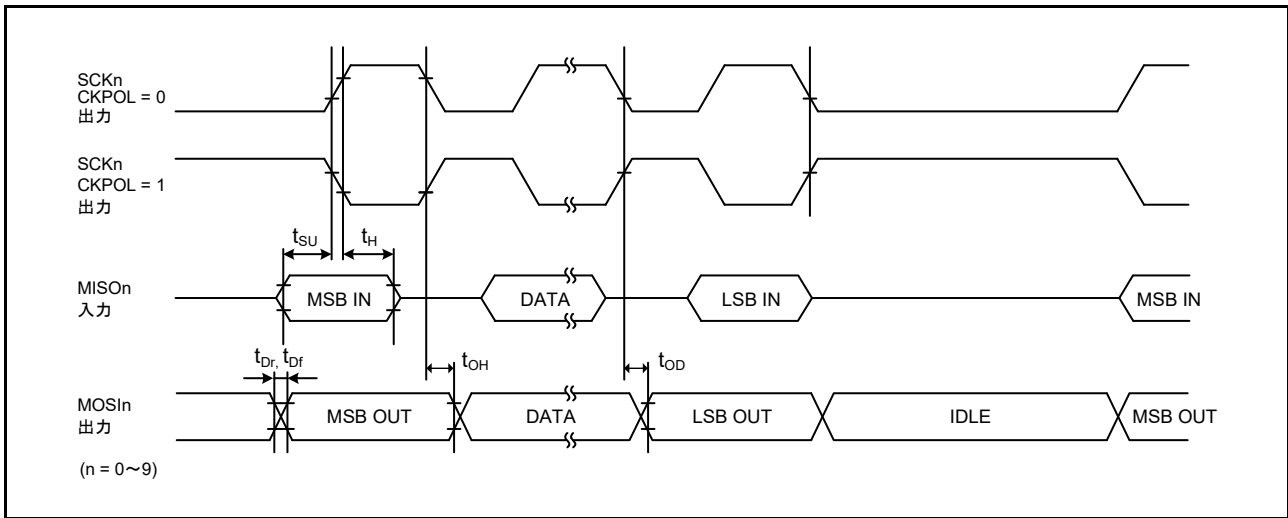 SCKn
CKPOL = 0
出力
SCKn
CKPOL = 1
出力
tSU
tH
MISOn
入力
MSB IN
DATA
LSB IN
MSB IN
tDr, tDf
tOH
tOD
MOSIn
出力
MSB OUT
DATA
LSB OUT
IDLE
MSB OUT
(n = 0～9)